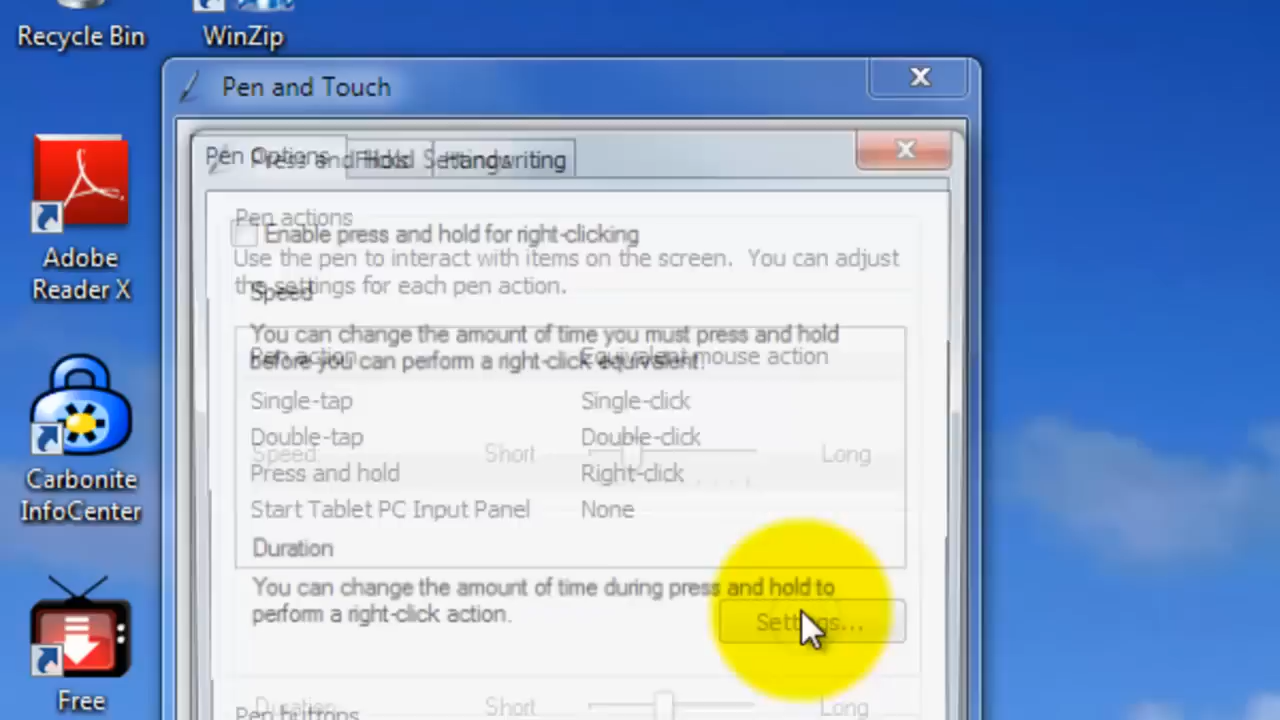 Recycle Bin
WinZip
Pen and Touch
Pen Options
Flicks
Handwriting
Press and Hold Settings
Adobe
Reader X
Pen actions
Enable press and hold for right-clicking
Use the pen to interact with items on the screen.  You can adjust
the settings for each pen action.
Speed
You can change the amount of time you must press and hold
before you can perform a right-click equivalent.
Pen action
Equivalent mouse action
Single-tap
Single-click
Double-tap
Double-click
Speed:
Short
Long
Press and hold
Right-click
Start Tablet PC Input Panel
None
Carbonite
InfoCenter
Duration
You can change the amount of time during press and hold to
perform a right-click action.
Settings...
Duration:
Short
Long
Pen buttons
Free